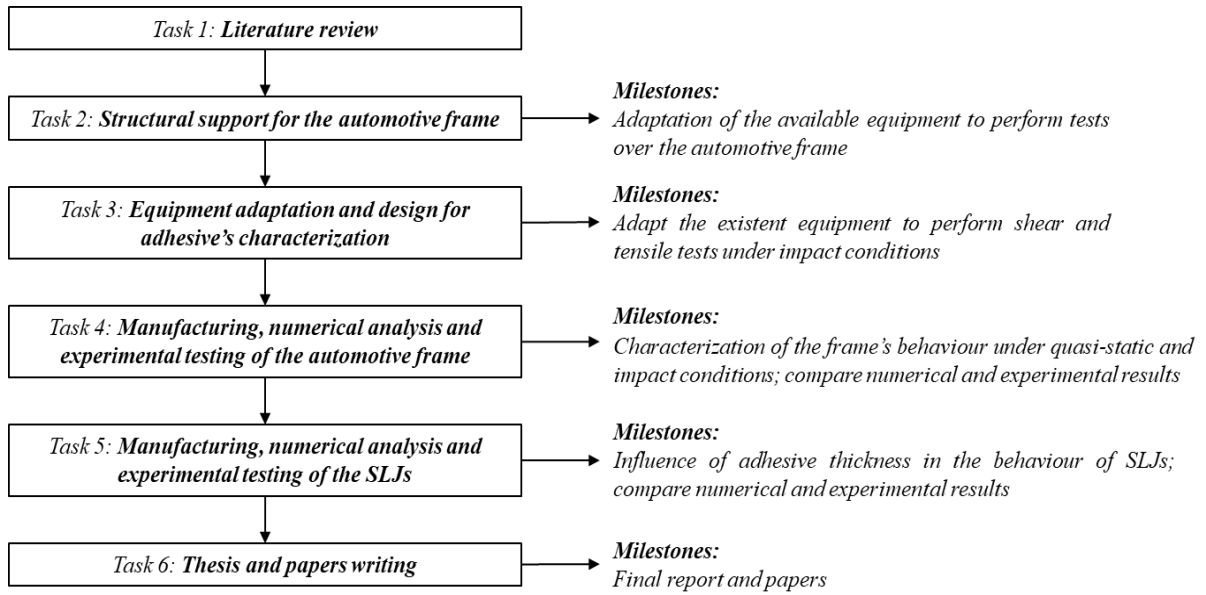 Task 1: Literature review
Task 2: Structural support for the automotive frame
Milestones:
Adaptation of the available equipment to perform tests
over the automotive frame
Task 3: Equipment adaptation and design for
adhesive's characterization
Milestones:
Adapt the existent equipment to perform shear and
tensile tests under impact conditions
Task 4: Manufacturing, numerical analysis and
experimental testing of the automotive frame
Milestones:
Characterization of the frame's behaviour under quasi-static and
impact conditions; compare numerical and experimental results
Task 5: Manufacturing, numerical analysis and
experimental testing of the SLJs
Milestones:
Influence of adhesive thickness in the behaviour of SLJs;
compare numerical and experimental results
Task 6: Thesis and papers writing
Milestones:
Final report and papers